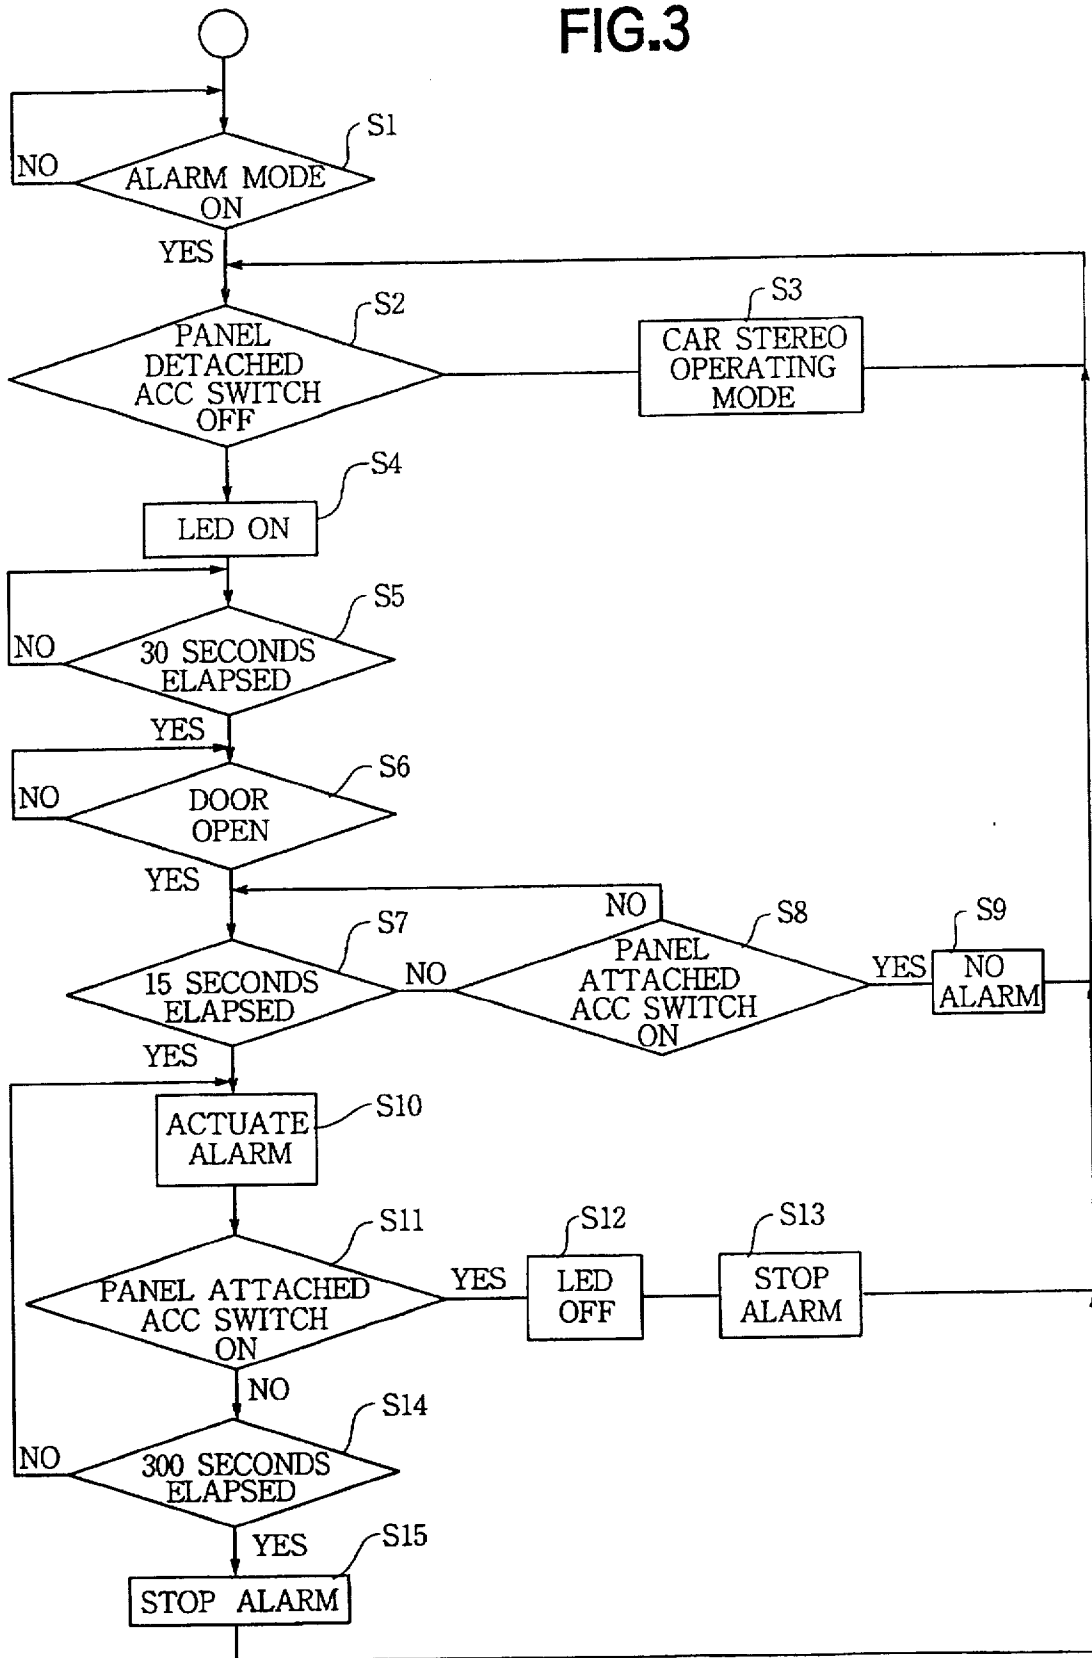 FIG.3
S1
NO
ALARM MODE
ON
YES
S2
S3
PANEL
DETACHED
ACC SWITCH
OFF
CAR STEREO
OPERATING
MODE
S4
LED ON
S5
NO
30 SECONDS
ELAPSED
YES
S6
NO
DOOR
OPEN
YES
NO
S7
S8
S9
15 SECONDS
ELAPSED
NO
PANEL
ATTACHED
ACC SWITCH
ON
YES
NO
ALARM
YES
S10
ACTUATE
ALARM
S11
S12
S13
PANEL ATTACHED
ACC SWITCH
ON
YES
LED
OFF
STOP
ALARM
NO
S14
NO
300 SECONDS
ELAPSED
YES
S15
STOP ALARM